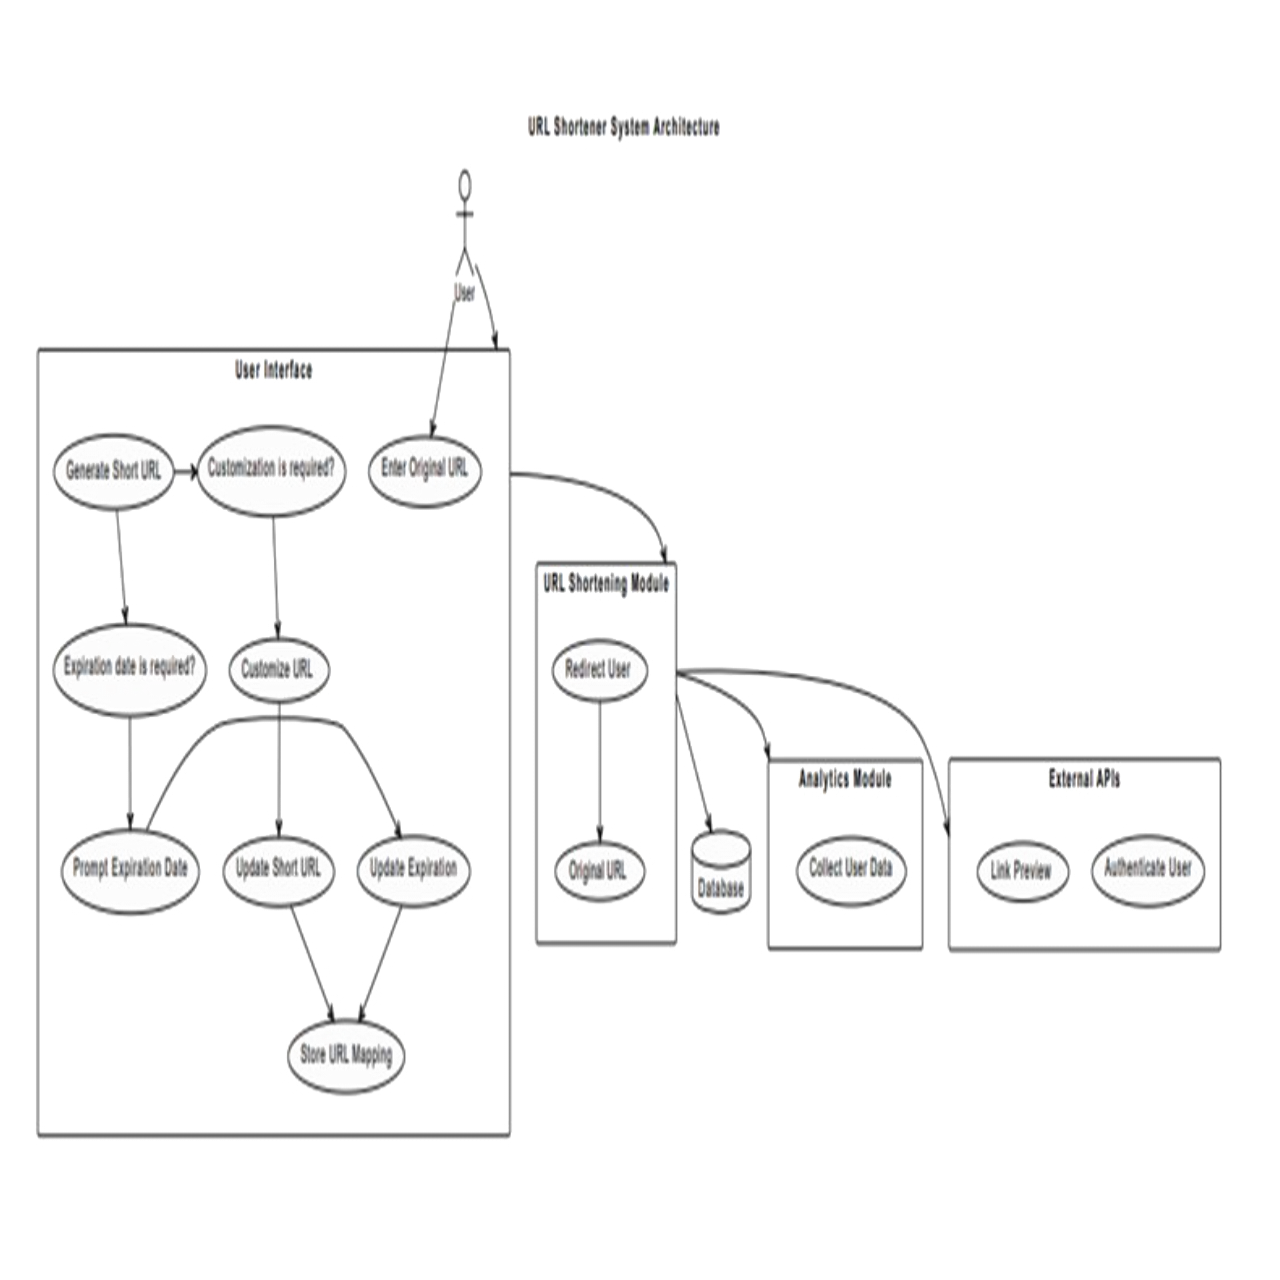 URL Shortener System Architecture
User
User Interface
Generate Short URL
Customization is required?
Enter Original URL
Expiration date is required?
Customize URL
Prompt Expiration Date
Update Short URL
Update Expiration
Store URL Mapping
URL Shortening Module
Redirect User
Original URL
Database
Analytics Module
Collect User Data
External APIs
Link Preview
Authenticate User